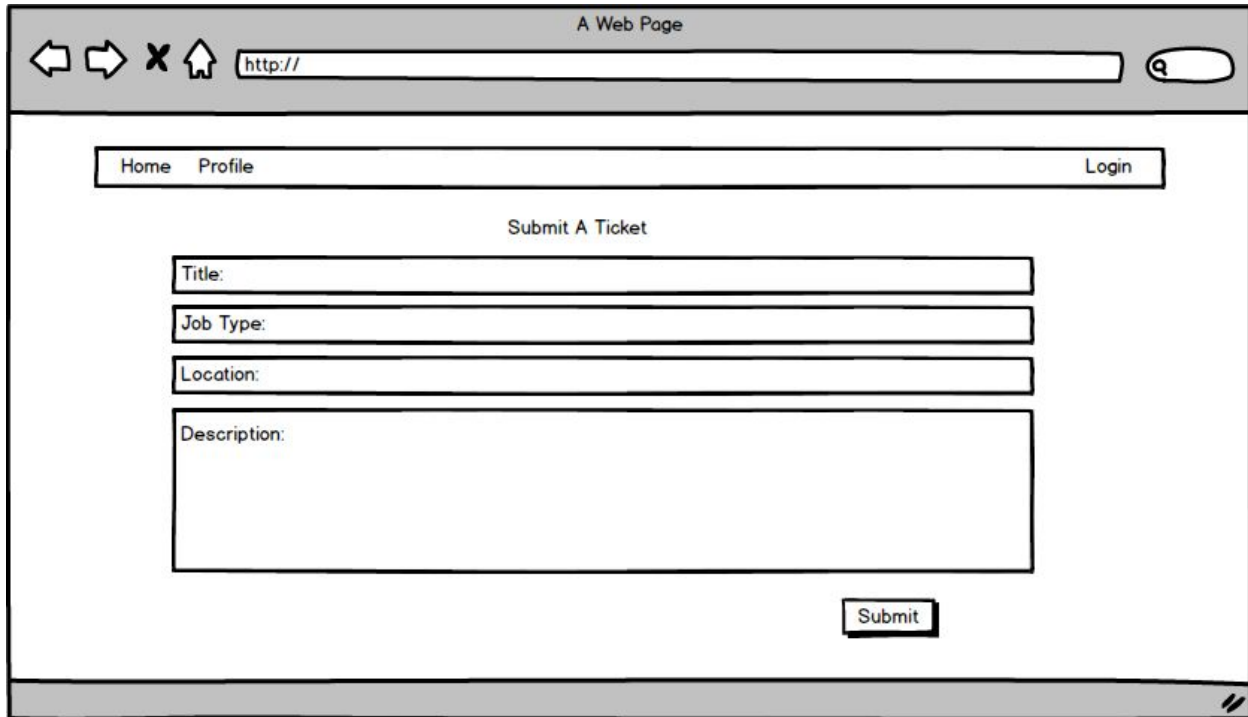 A Web Page
http://
Home Profile Login
Submit A Ticket
Title:
Job Type:
Location:
Description:
Submit